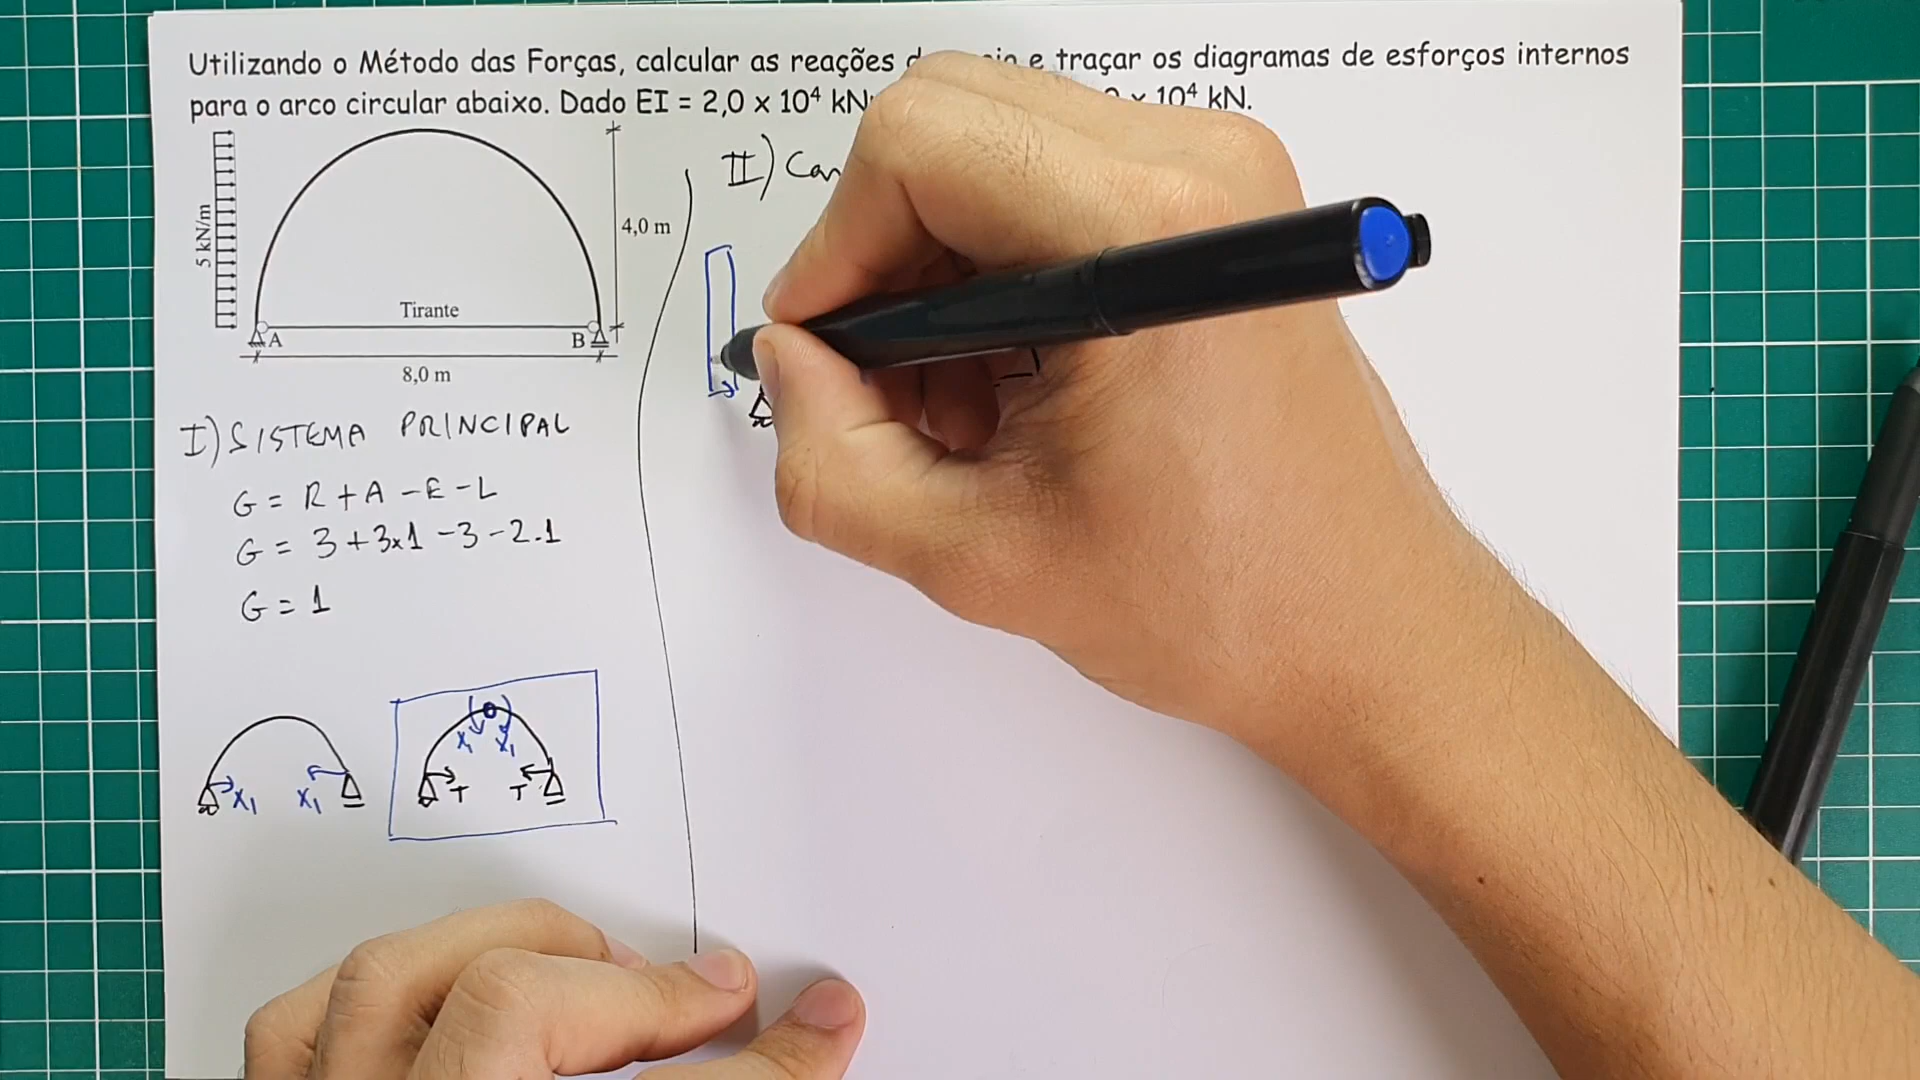 Utilizando o Método das Forças, calcular as reações e traçar os diagramas de esforços internos
para o arco circular abaixo. Dado EI = 2,0 x 10⁴ x 10⁴ kN.
5 kN/m
4,0 m
Tirante
A
B
8,0 m
I) SISTEMA PRINCIPAL
G = R + A - E - L
G = 3 + 3x1 - 3 - 2.1
G = 1
X₁ X₁
X₁ X₁
T T
II)